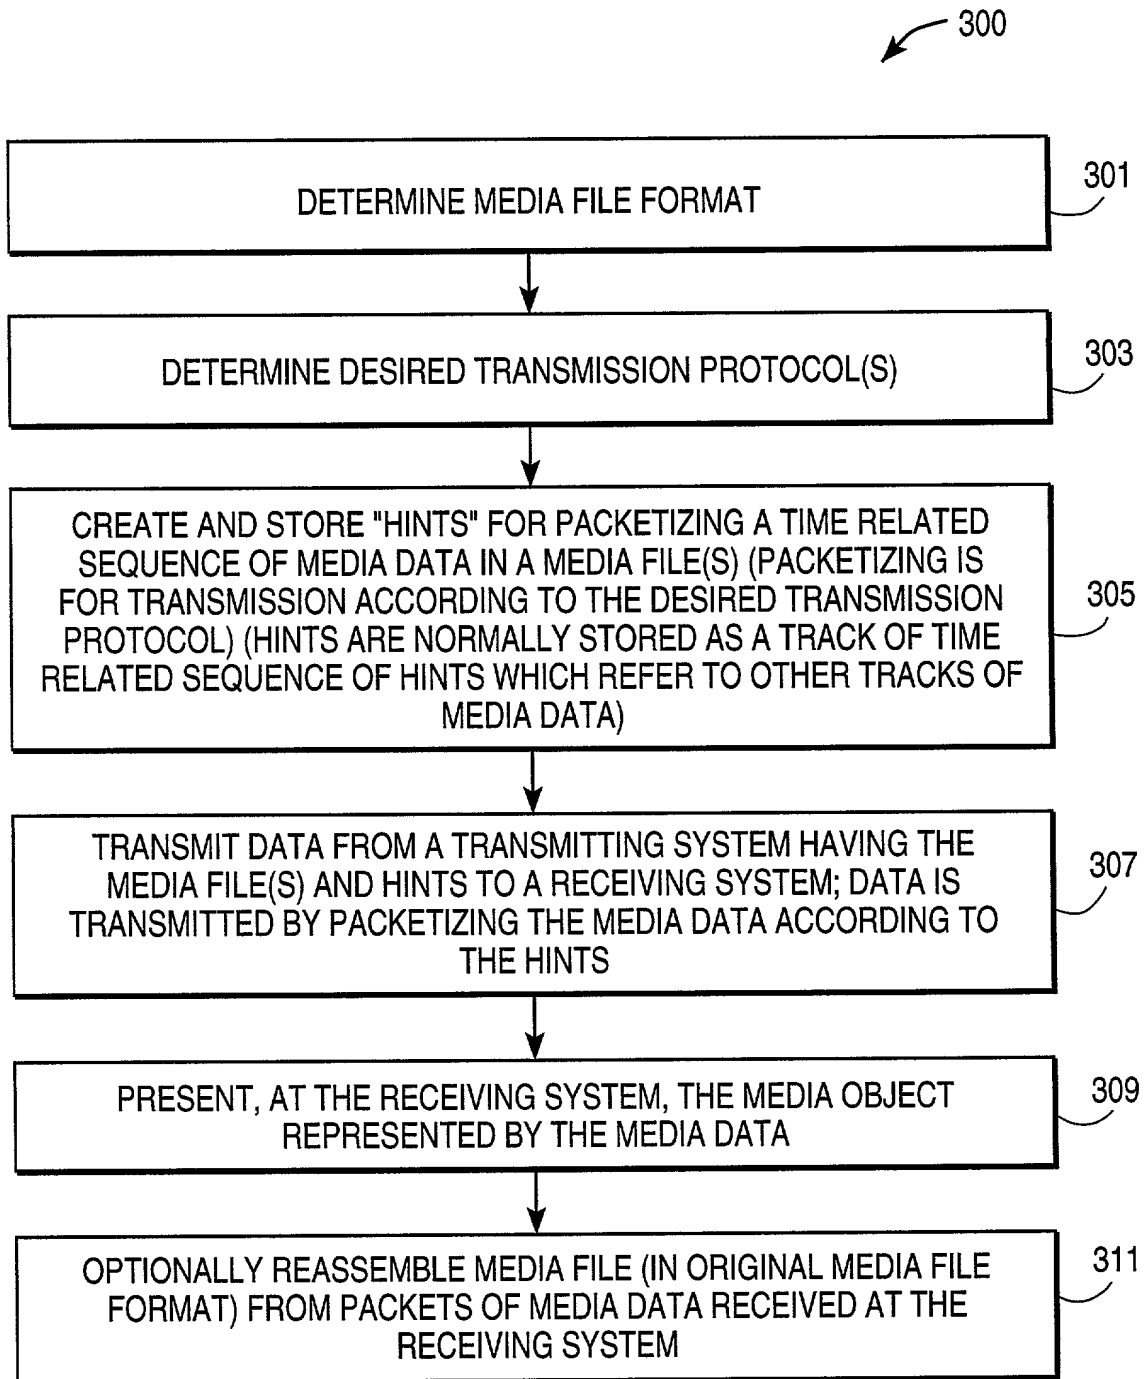 300
DETERMINE MEDIA FILE FORMAT
301
DETERMINE DESIRED TRANSMISSION PROTOCOL(S)
303
CREATE AND STORE "HINTS" FOR PACKETIZING A TIME RELATED
SEQUENCE OF MEDIA DATA IN A MEDIA FILE(S) (PACKETIZING IS
FOR TRANSMISSION ACCORDING TO THE DESIRED TRANSMISSION
PROTOCOL) (HINTS ARE NORMALLY STORED AS A TRACK OF TIME
RELATED SEQUENCE OF HINTS WHICH REFER TO OTHER TRACKS OF
MEDIA DATA)
305
TRANSMIT DATA FROM A TRANSMITTING SYSTEM HAVING THE
MEDIA FILE(S) AND HINTS TO A RECEIVING SYSTEM; DATA IS
TRANSMITTED BY PACKETIZING THE MEDIA DATA ACCORDING TO
THE HINTS
307
PRESENT, AT THE RECEIVING SYSTEM, THE MEDIA OBJECT
REPRESENTED BY THE MEDIA DATA
309
OPTIONALLY REASSEMBLE MEDIA FILE (IN ORIGINAL MEDIA FILE
FORMAT) FROM PACKETS OF MEDIA DATA RECEIVED AT THE
RECEIVING SYSTEM
311